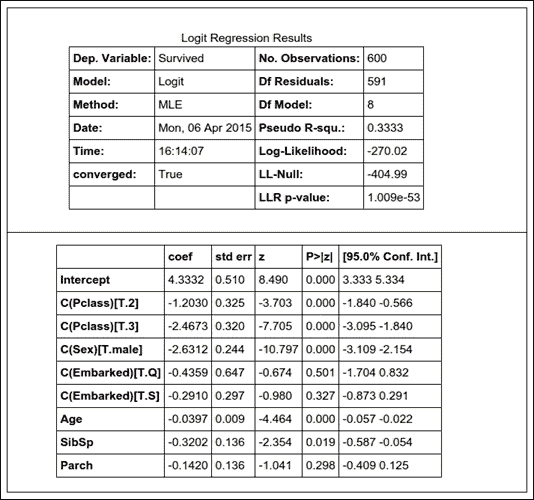 Logit Regression Results
Dep. Variable: Survived No. Observations: 600
Model: Logit Df Residuals: 591
Method: MLE Df Model: 8
Date: Mon, 06 Apr 2015 Pseudo R-squ.: 0.3333
Time: 16:14:07 Log-Likelihood: -270.02
converged: True LL-Null: -404.99
LLR p-value: 1.009e-53
coef std err z P>|z| [95.0% Conf. Int.]
Intercept 4.3332 0.510 8.490 0.000 3.333 5.334
C(Pclass)[T.2] -1.2030 0.325 -3.703 0.000 -1.840 -0.566
C(Pclass)[T.3] -2.4673 0.320 -7.705 0.000 -3.095 -1.840
C(Sex)[T.male] -2.6312 0.244 -10.797 0.000 -3.109 -2.154
C(Embarked)[T.Q] -0.4359 0.647 -0.674 0.501 -1.704 0.832
C(Embarked)[T.S] -0.2910 0.297 -0.980 0.327 -0.873 0.291
Age -0.0397 0.009 -4.464 0.000 -0.057 -0.022
SibSp -0.3202 0.136 -2.354 0.019 -0.587 -0.054
Parch -0.1420 0.136 -1.041 0.298 -0.409 0.125